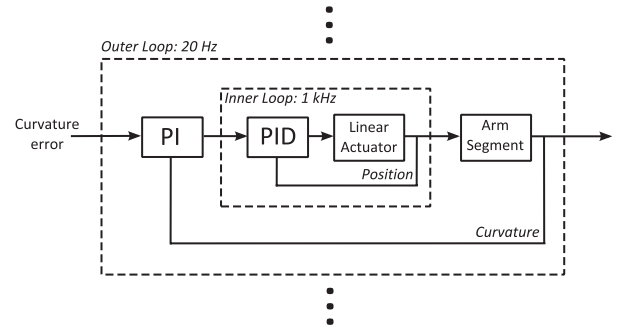 Outer Loop: 20 Hz
Inner Loop: 1 kHz
Curvature
error
PI
PID
Linear
Actuator
Arm
Segment
Position
Curvature